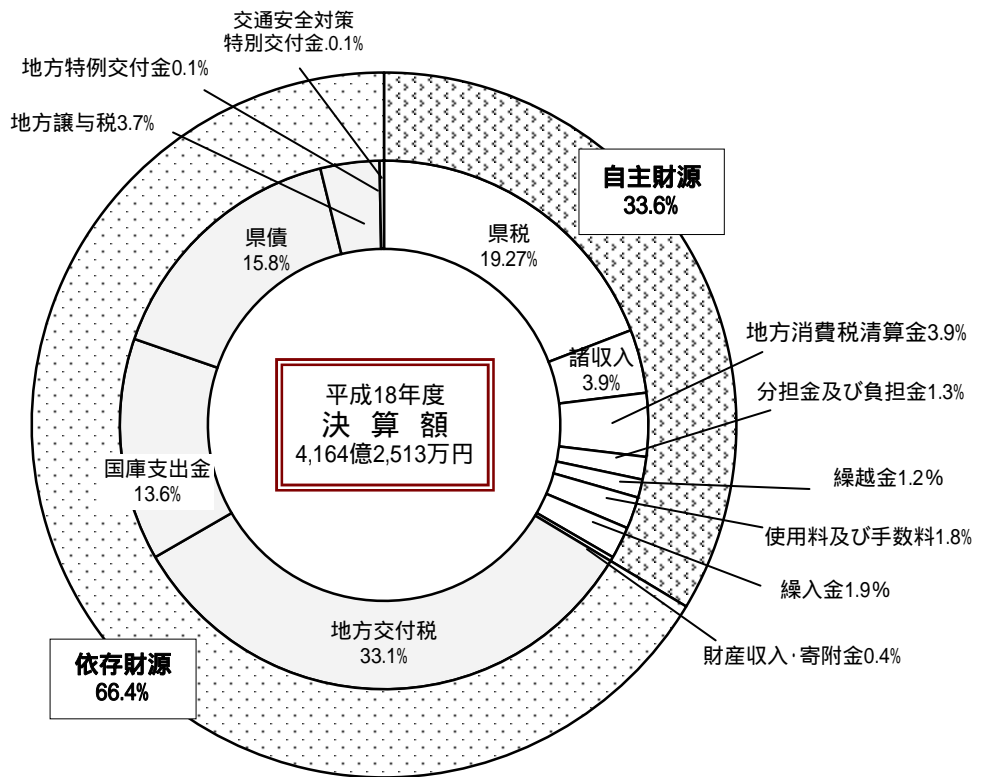 交通安全対策
特別交付金.0.1%
地方特例交付金0.1%
地方譲与税3.7%
自主財源
33.6%
県債
15.8%
県税
19.27%
地方消費税清算金3.9%
諸収入
3.9%
分担金及び負担金1.3%
平成18年度
決算額
4,164億2,513万円
国庫支出金
13.6%
繰越金1.2%
使用料及び手数料1.8%
繰入金1.9%
地方交付税
33.1%
財産収入・寄附金0.4%
依存財源
66.4%